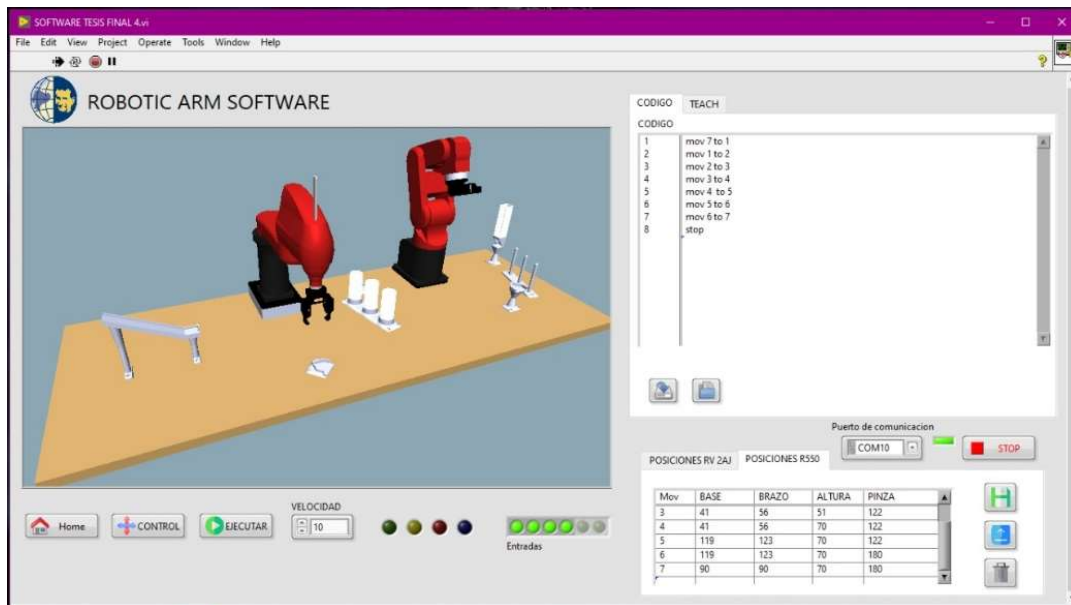 SOFTWARE TESIS FINAL 4.vi
File Edit View Project Operate Tools Window Help
ROBOTIC ARM SOFTWARE
CODIGO TEACH
CODIGO
1 mov 7 to 1
2 mov 1 to 2
3 mov 2 to 3
4 mov 3 to 4
5 mov 4 to 5
6 mov 5 to 6
7 mov 6 to 7
8 stop
Puerto de comunicacion
COM10 STOP
POSICIONES RV 2AJ POSICIONES R550
Mov BASE BRAZO ALTURA PINZA
3 41 56 51 122
4 41 56 70 122
5 119 123 70 122
6 119 123 70 180
7 90 90 70 180
VELOCIDAD
Home CONTROL EJECUTAR 10
Entradas